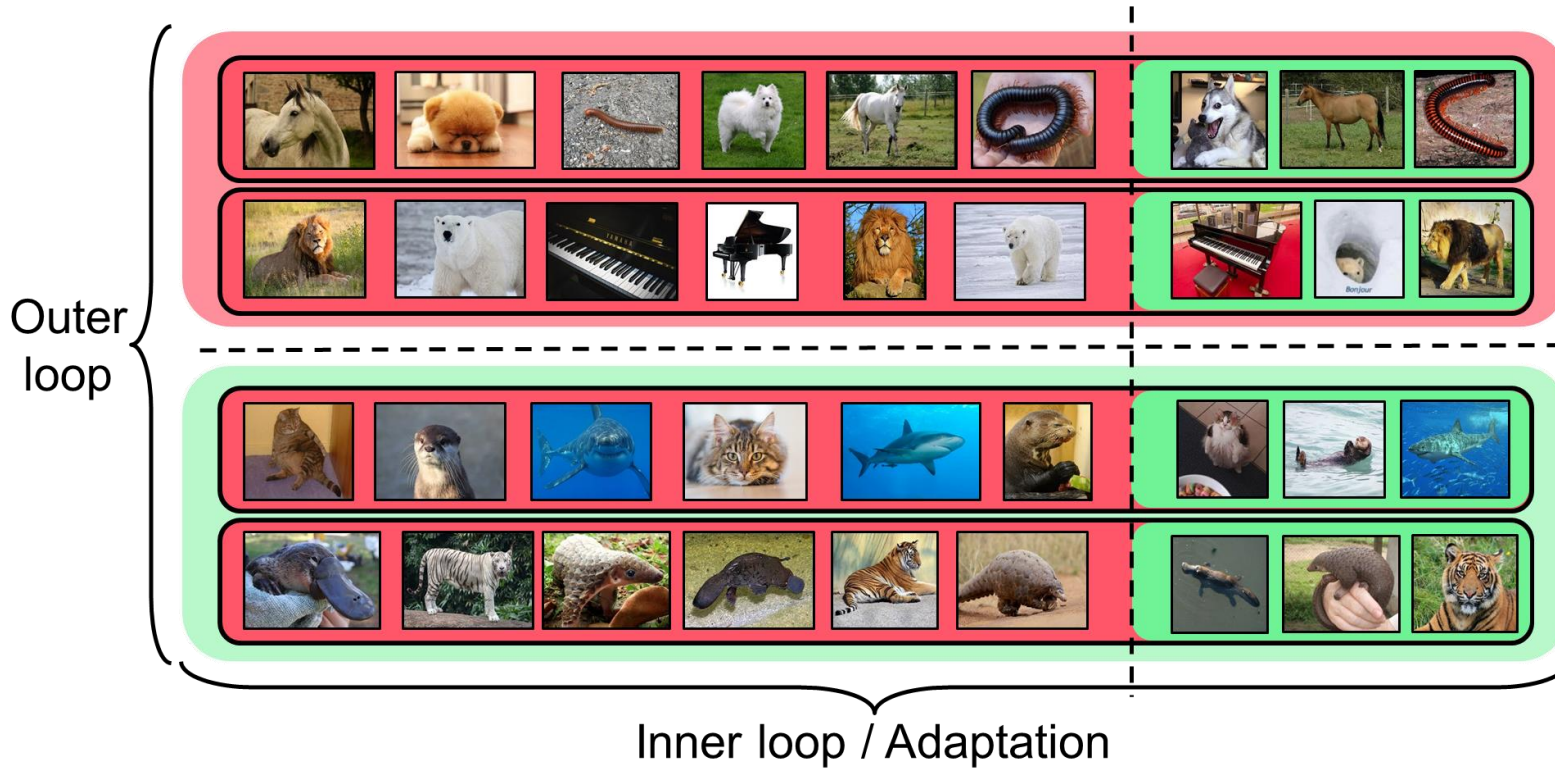 YAMAHA
Bonjour
Outer
loop
Inner loop / Adaptation